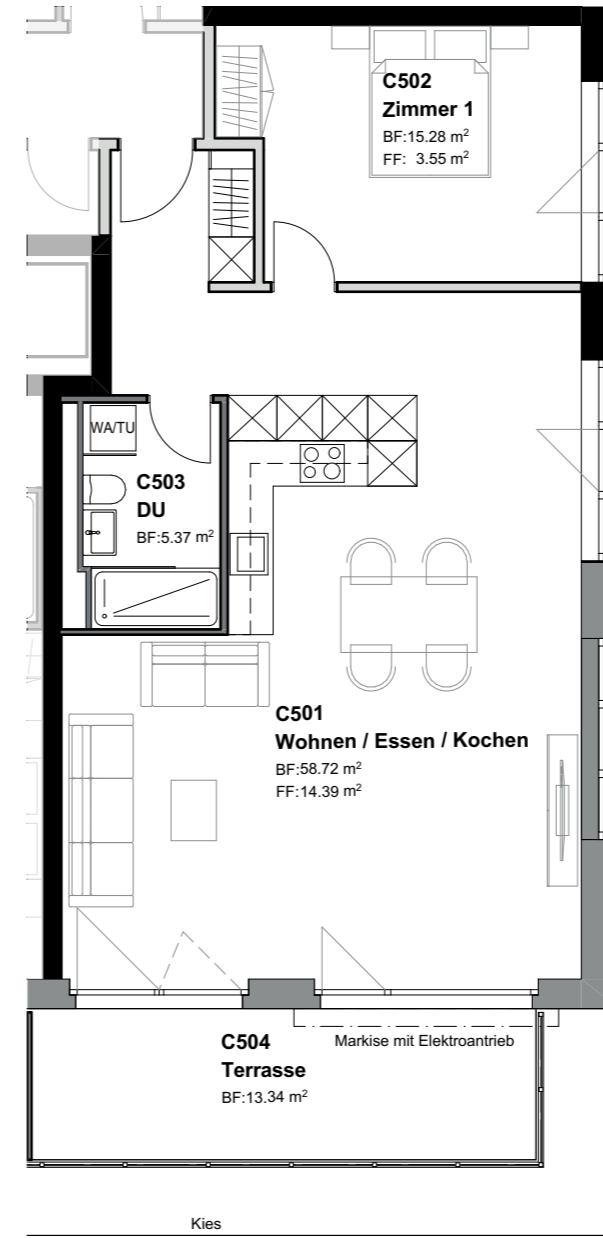 C502
Zimmer 1
BF:15.28 m²
FF: 3.55 m²
WA/TU
C503
DU
BF:5.37 m²
C501
Wohnen / Essen / Kochen
BF:58.72 m²
FF:14.39 m²
C504
Terrasse
BF:13.34 m²
Markise mit Elektroantrieb
Kies